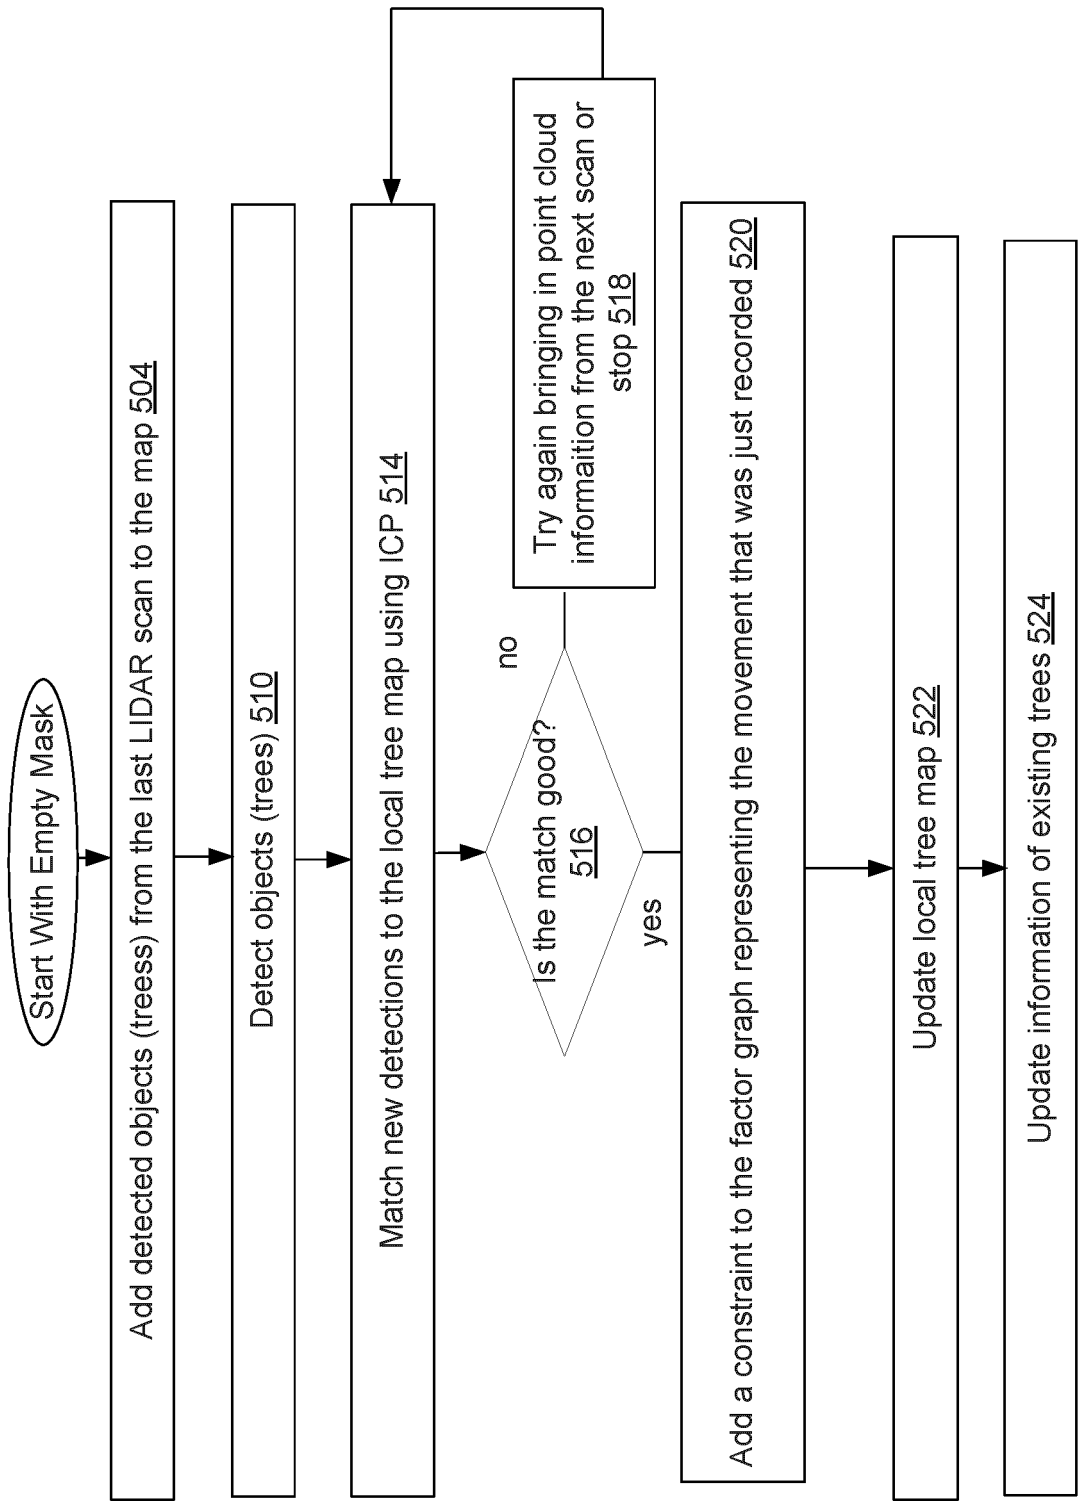 Start With Empty Mask
Add detected objects (treess) from the last LIDAR scan to the map 504
Detect objects (trees) 510
Match new detections to the local tree map using ICP 514
Is the match good?
516
no
Try again bringing in point cloud
informaition from the next scan or
stop 518
yes
Add a constraint to the factor graph representing the movement that was just recorded 520
Update local tree map 522
Update information of existing trees 524